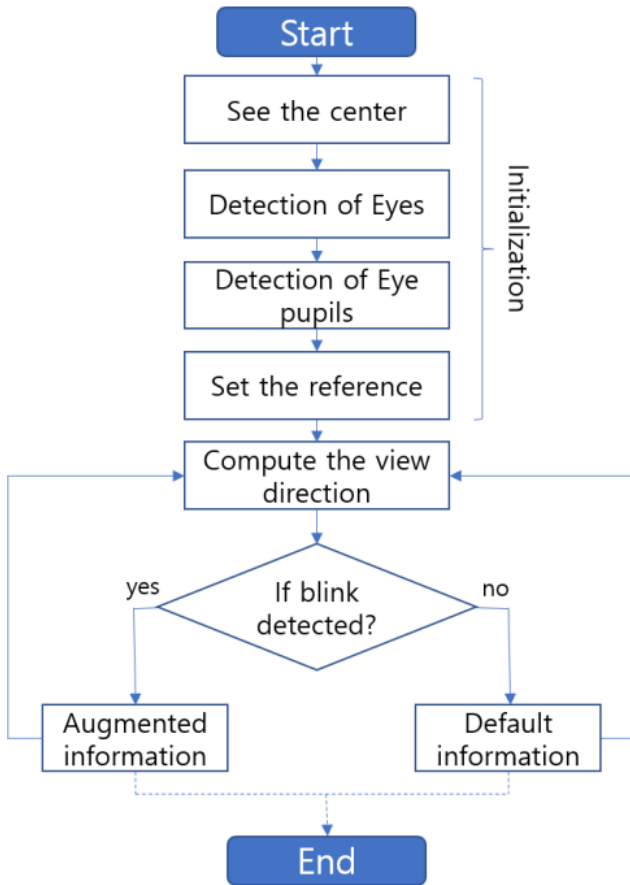 Start
See the center
Detection of Eyes
Detection of Eye
pupils
Set the reference
Initialization
Compute the view
direction
If blink
detected?
yes
no
Augmented
information
Default
information
End